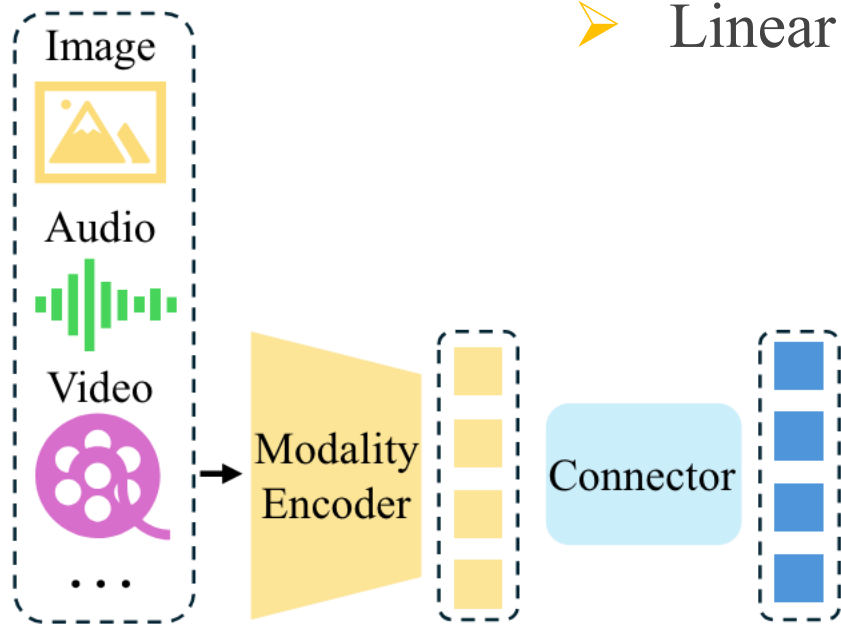 Image
Linear
Audio
Video
Modality
Encoder
Connector
...